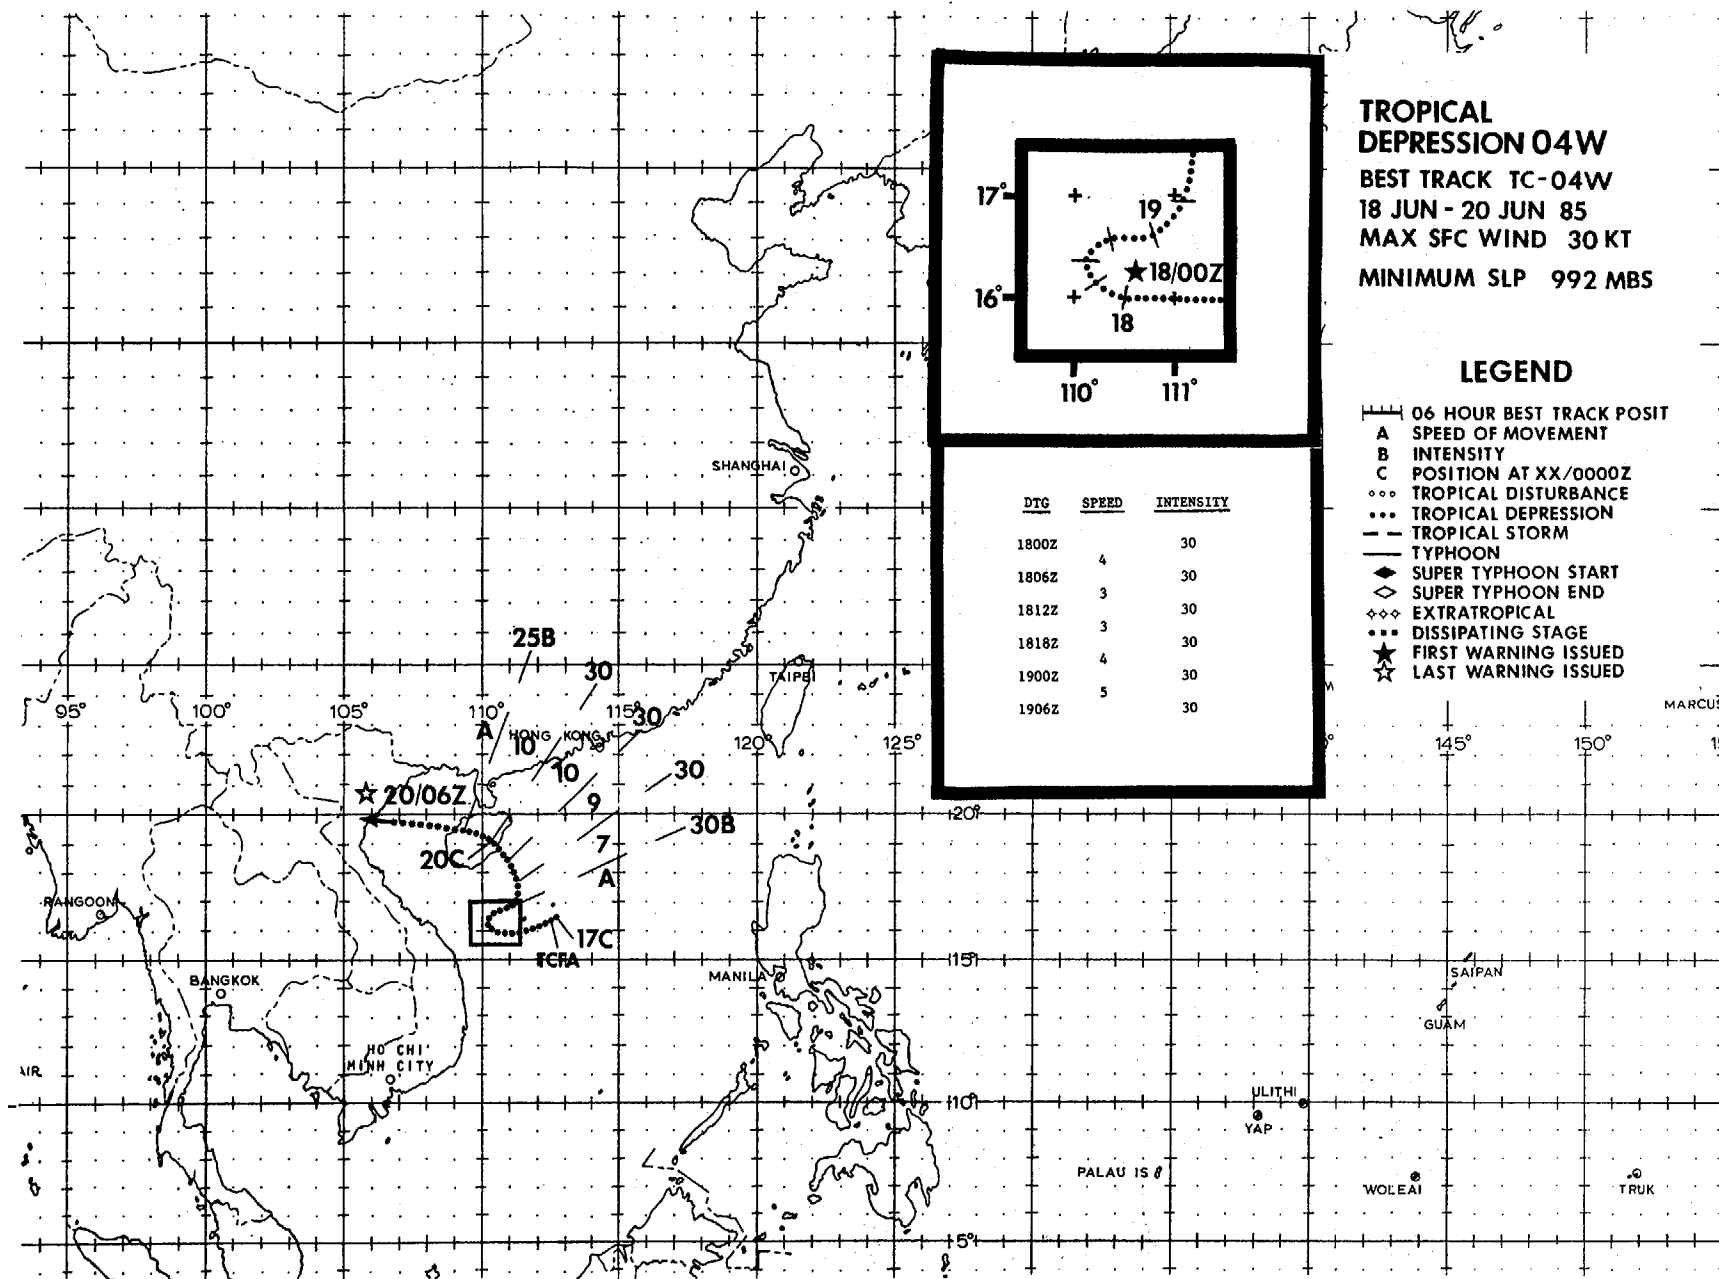 TROPICAL
DEPRESSION 04W
BEST TRACK TC-04W
18 JUN - 20 JUN 85
MAX SFC WIND 30 KT
MINIMUM SLP 992 MBS
LEGEND
06 HOUR BEST TRACK POSIT
A SPEED OF MOVEMENT
B INTENSITY
C POSITION AT XX/0000Z
TROPICAL DISTURBANCE
TROPICAL DEPRESSION
TROPICAL STORM
TYPHOON
SUPER TYPHOON START
SUPER TYPHOON END
EXTRATROPICAL
DISSIPATING STAGE
FIRST WARNING ISSUED
LAST WARNING ISSUED
17°
19
18/00Z
16°
18
110° 111°
DTG SPEED INTENSITY
1800Z 30
4
1806Z 30
3
1812Z 30
3
1818Z 30
4
1900Z 30
5
1906Z 30
SHANGHAI
25B
30
TAIPEI
95° 100° 105° 110° 115° 30
MARCUS
A HONG KONG
10
120° 125° 145° 150°
10 30
20/06Z
9
20° 30B
7
20C
A
RANGOON
17C
TCFA
15°
MANILA
SAIPAN
BANGKOK
GUAM
HO CHI
MINH CITY
AIR
ULITHI
10°
YAP
PALAU IS
WOLEAI
TRUK
5°